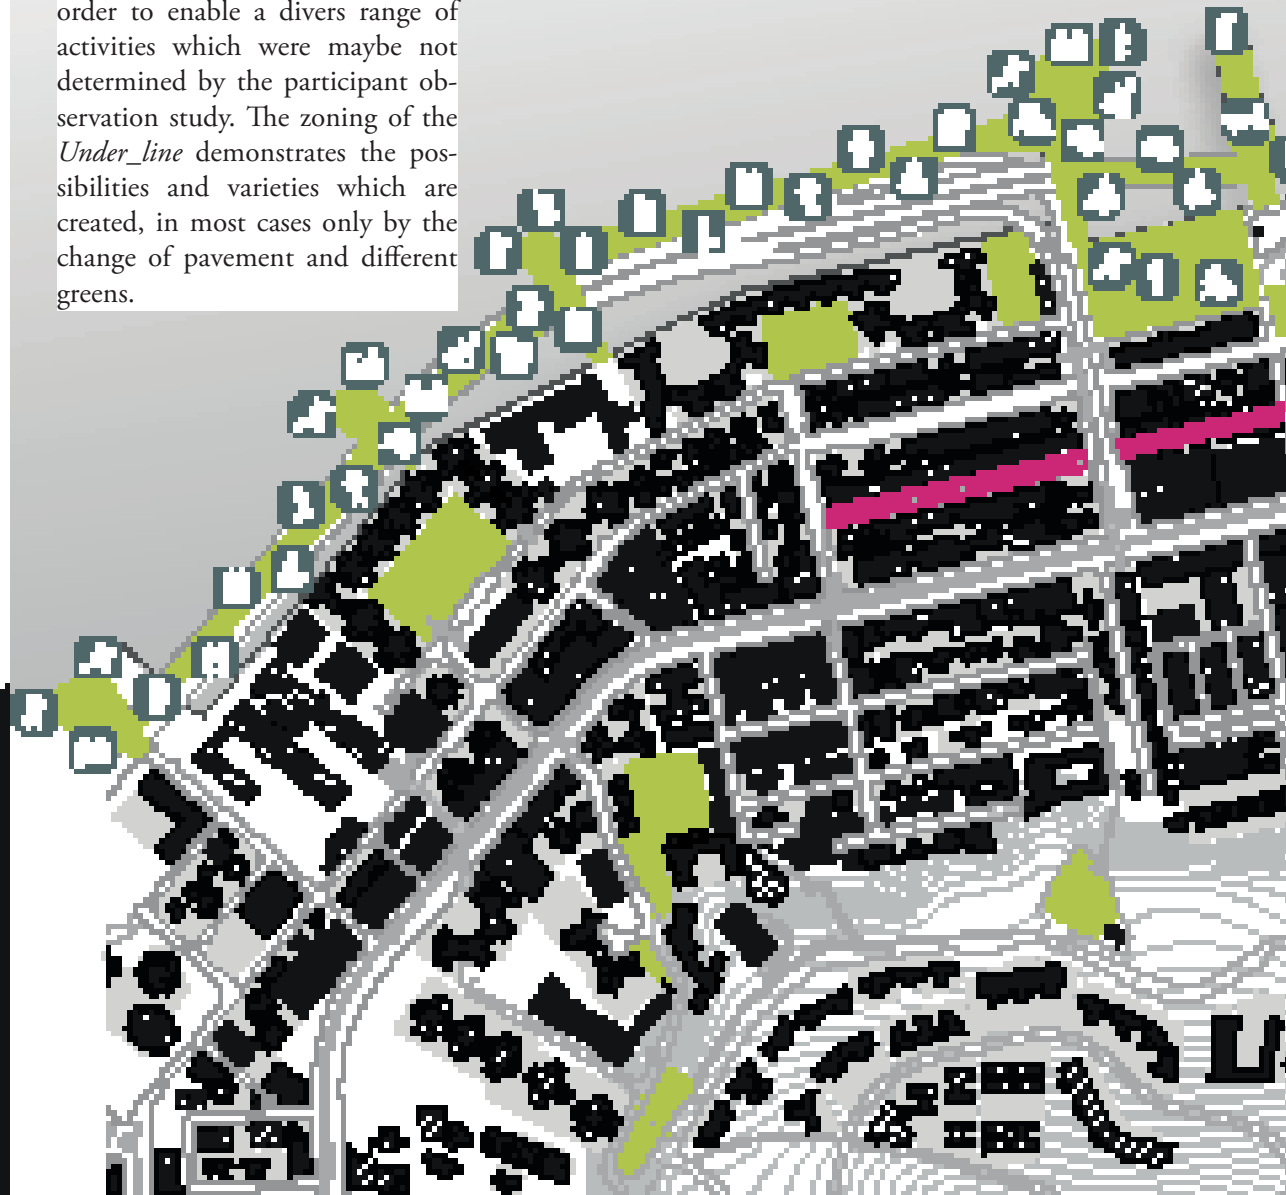 order to enable a divers range of
activities which were maybe not
determined by the participant ob-
servation study. The zoning of the
Under_line demonstrates the pos-
sibilities and varieties which are
created, in most cases only by the
change of pavement and different
greens.